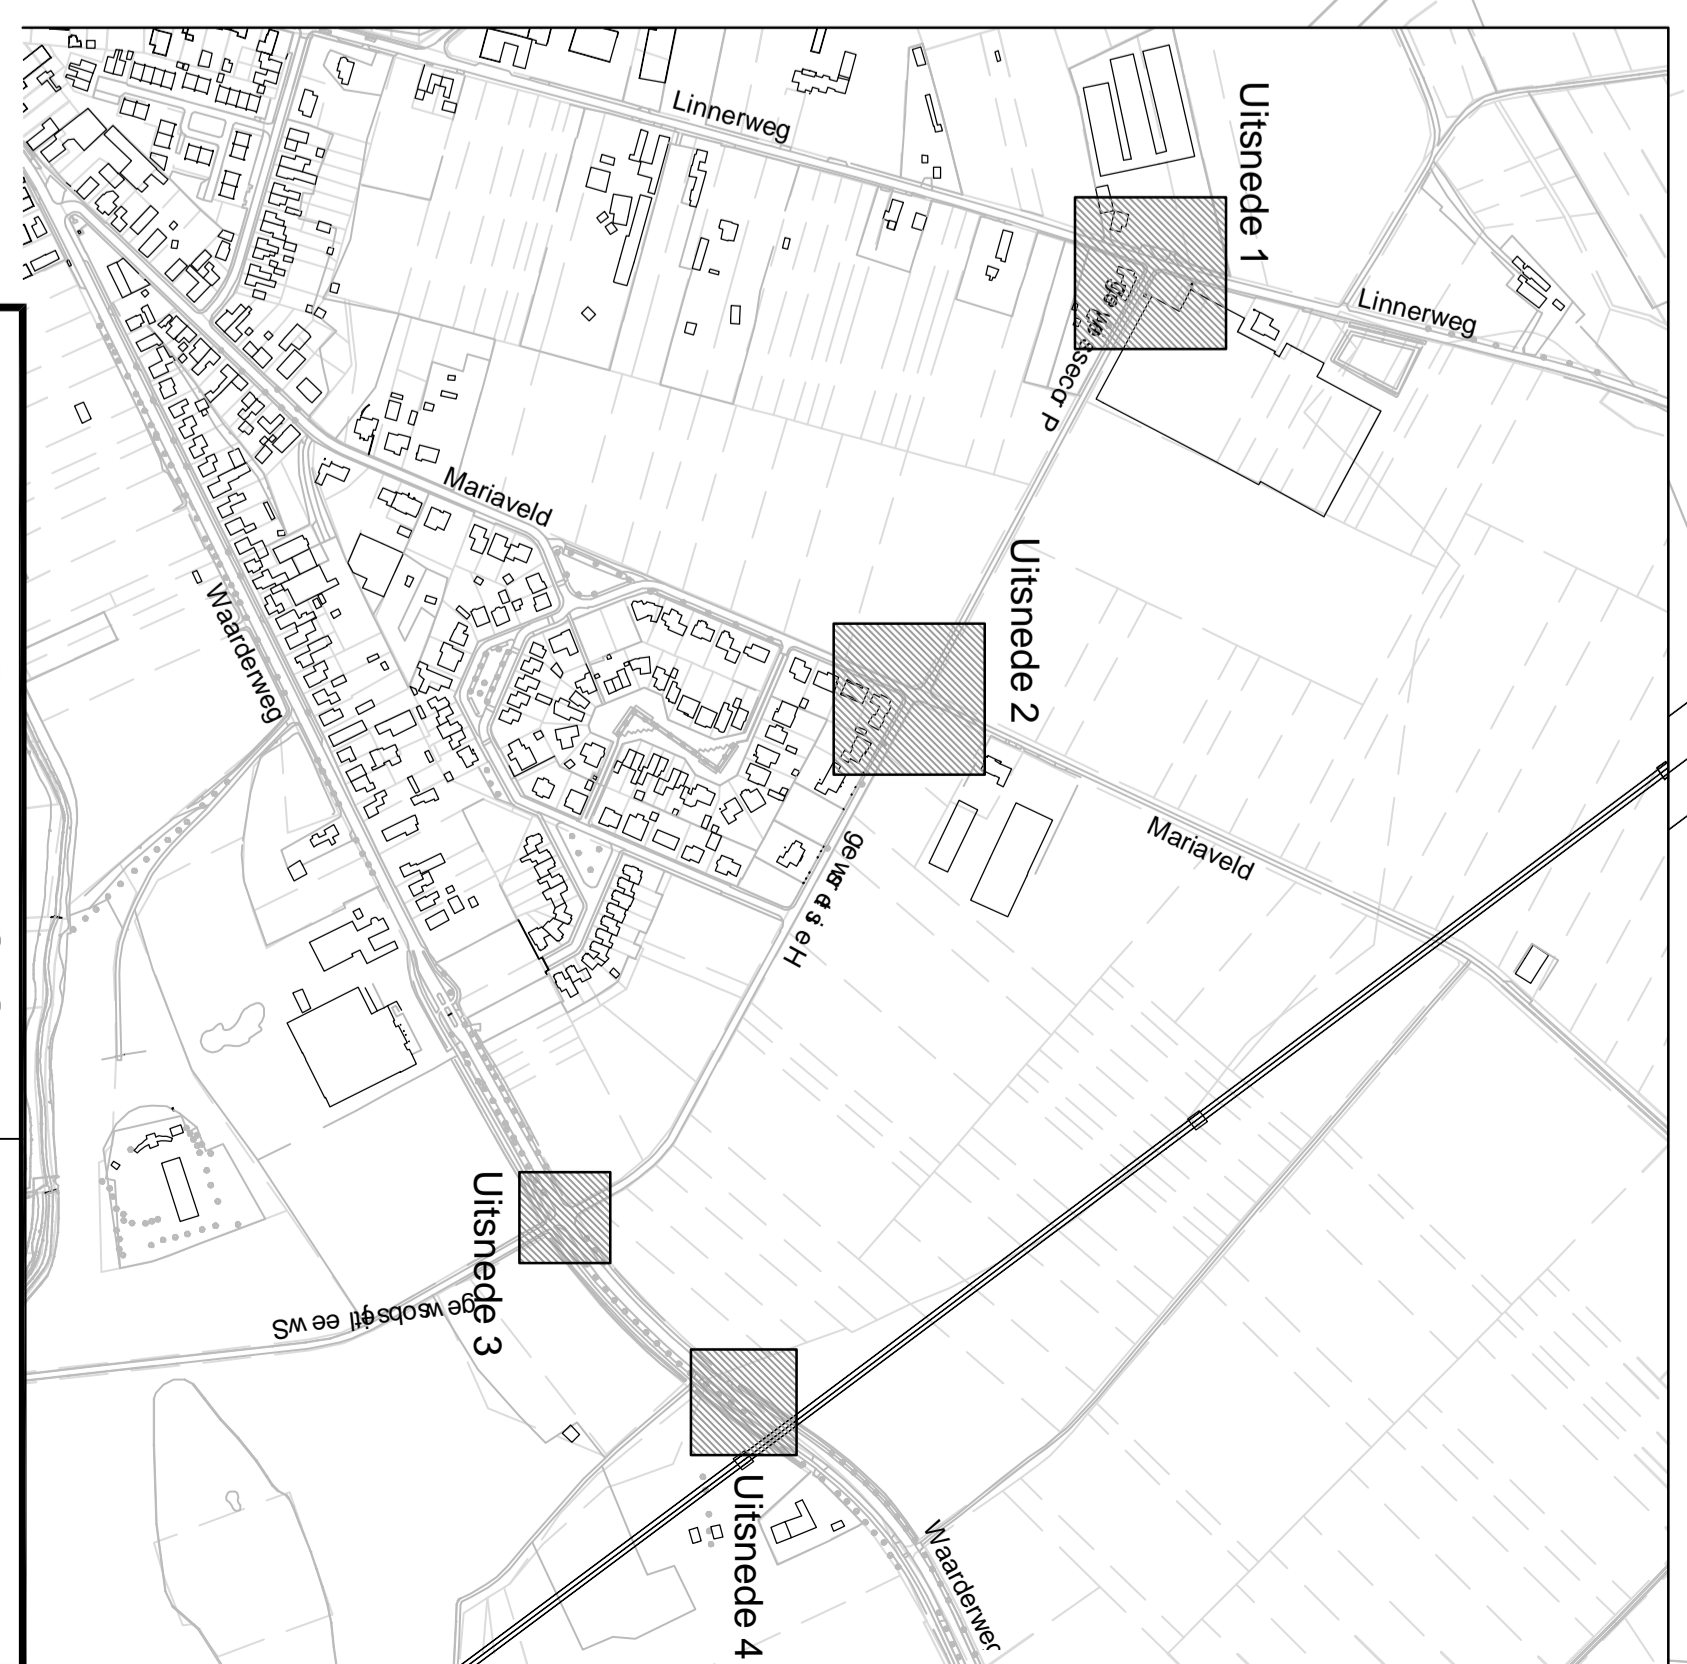 Linnerweg
Uitsnede 1
Linnerweg
Mariaveld
Uitsnede 2
Waarderweg
Mariaveld
Uitsnede 3
Uitsnede 4
Waarderweg